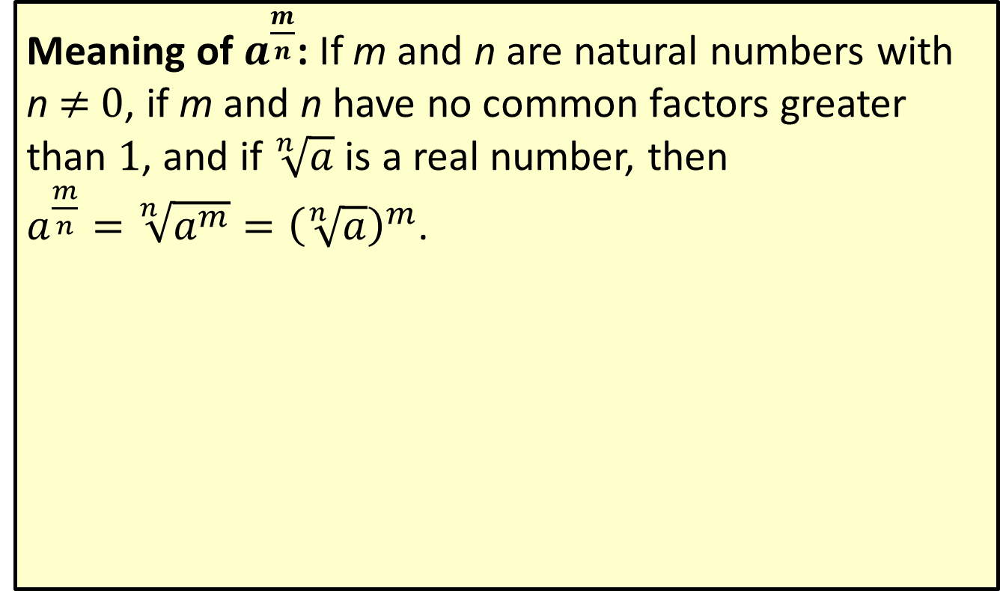 Meaning of $a^{\frac{m}{n}}$: If m and n are natural numbers with
$n \neq 0$, if m and n have no common factors greater
than 1, and if $\sqrt[n]{a}$ is a real number, then
$a^{\frac{m}{n}} = \sqrt[n]{a^m} = (\sqrt[n]{a})^m$.